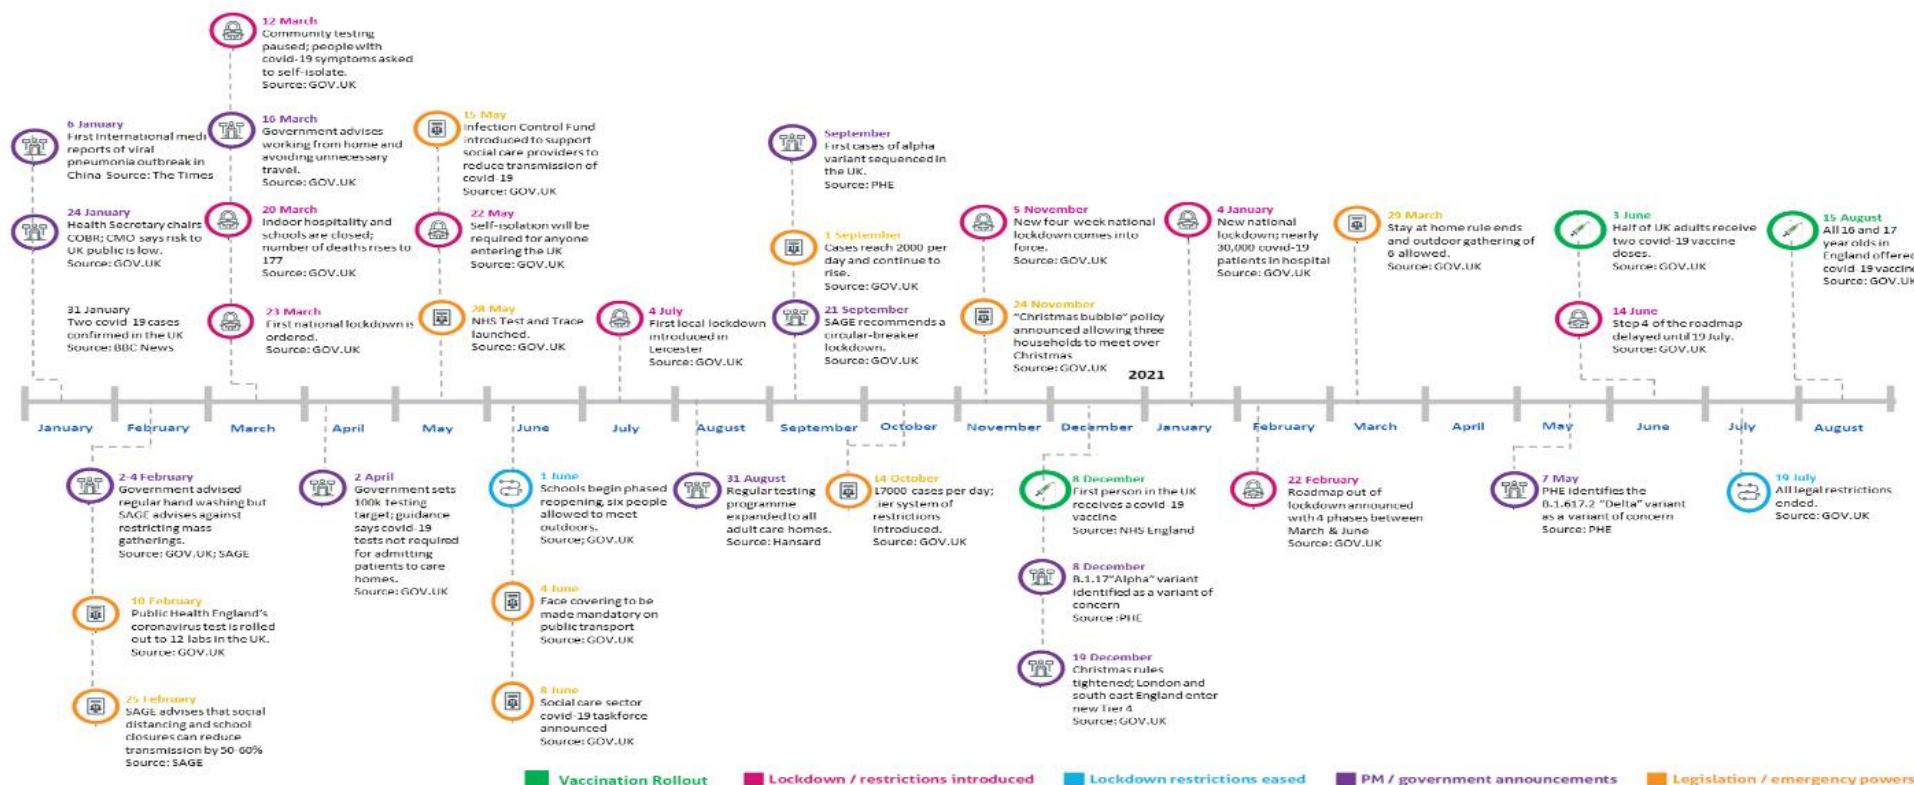 12 March
Community testing
paused; people with
covid-19 symptoms asked
to self-isolate.
Source: GOV.UK
6 January
First International medi
reports of viral
pneumonia outbreak in
China Source: The Times
16 March
Government advises
working from home and
avoiding unnecessary
travel.
Source: GOV.UK
15 May
Infection Control Fund
introduced to support
social care providers to
reduce transmission of
covid-19
Source: GOV.UK
September
First cases of alpha
variant sequenced in
the UK.
Source: PHE
24 January
Health Secretary chairs
COBR; CMO says risk to
UK public is low.
Source: GOV.UK
20 March
Indoor hospitality and
schools are closed;
number of deaths rises to
177
Source: GOV.UK
22 May
Self-isolation will be
required for anyone
entering the UK
Source: GOV.UK
1 September
Cases reach 2000 per
day and continue to
rise.
Source: GOV.UK
5 November
New four-week national
lockdown comes into
force.
Source: GOV.UK
4 January
New national
lockdown; nearly
30,000 covid-19
patients in hospital
Source: GOV.UK
29 March
Stay at home rule ends
and outdoor gathering of
6 allowed.
Source: GOV.UK
3 June
Half of UK adults receive
two covid-19 vaccine
doses.
Source: GOV.UK
15 August
All 16 and 17
year olds in
England offered
covid-19 vaccine
Source: GOV.UK
31 January
Two covid-19 cases
confirmed in the UK
Source: BBC News
23 March
First national lockdown is
ordered.
Source: GOV.UK
28 May
NHS Test and Trace
launched.
Source: GOV.UK
4 July
First local lockdown
introduced in
Leicester
Source: GOV.UK
21 September
SAGE recommends a
circular-breaker
lockdown.
Source: GOV.UK
24 November
"Christmas bubble" policy
announced allowing three
households to meet over
Christmas
Source: GOV.UK
14 June
Step 4 of the roadmap
delayed until 19 July.
Source: GOV.UK
2021
January February March April May June July August September October November December January February March April May June July August
2-4 February
Government advised
regular hand washing but
SAGE advises against
restricting mass
gatherings.
Source: GOV.UK; SAGE
2 April
Government sets
100k testing
target; guidance
says covid-19
tests not required
for admitting
patients to care
homes.
Source: GOV.UK
1 June
Schools begin phased
reopening, six people
allowed to meet
outdoors.
Source; GOV.UK
31 August
Regular testing
programme
expanded to all
adult care homes.
Source: Hansard
14 October
17000 cases per day;
tier system of
restrictions
Introduced.
Source: GOV.UK
8 December
First person in the UK
receives a covid-19
vaccine
Source: NHS England
22 February
Roadmap out of
lockdown announced
with 4 phases between
March & June
Source: GOV.UK
7 May
PHE identifies the
B.1.617.2 "Delta" variant
as a variant of concern
Source: PHE
19 July
All legal restrictions
ended.
Source: GOV.UK
10 February
Public Health England's
coronavirus test is rolled
out to 12 labs in the UK.
Source: GOV.UK
4 June
Face covering to be
made mandatory on
public transport
Source: GOV.UK
8 December
B.1.17"Alpha" variant
identified as a variant of
concern
Source :PHE
25 February
SAGE advises that social
distancing and school
closures can reduce
transmission by 50-60%
Source: SAGE
8 June
Social care sector
covid-19 taskforce
announced
Source: GOV.UK
19 December
Christmas rules
tightened; London and
south east England enter
new Tier 4
Source: GOV.UK
Vaccination Rollout Lockdown / restrictions introduced Lockdown restrictions eased PM / government announcements Legislation / emergency powers